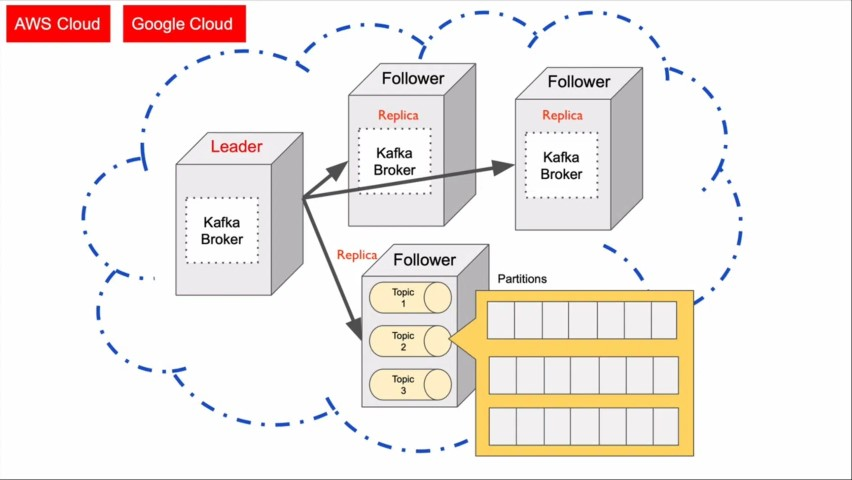 AWS Cloud
Google Cloud
Leader
Kafka
Broker
Follower
Replica
Kafka
Broker
Follower
Replica
Kafka
Broker
Replica
Follower
Topic
1
Topic
2
Topic
3
Partitions